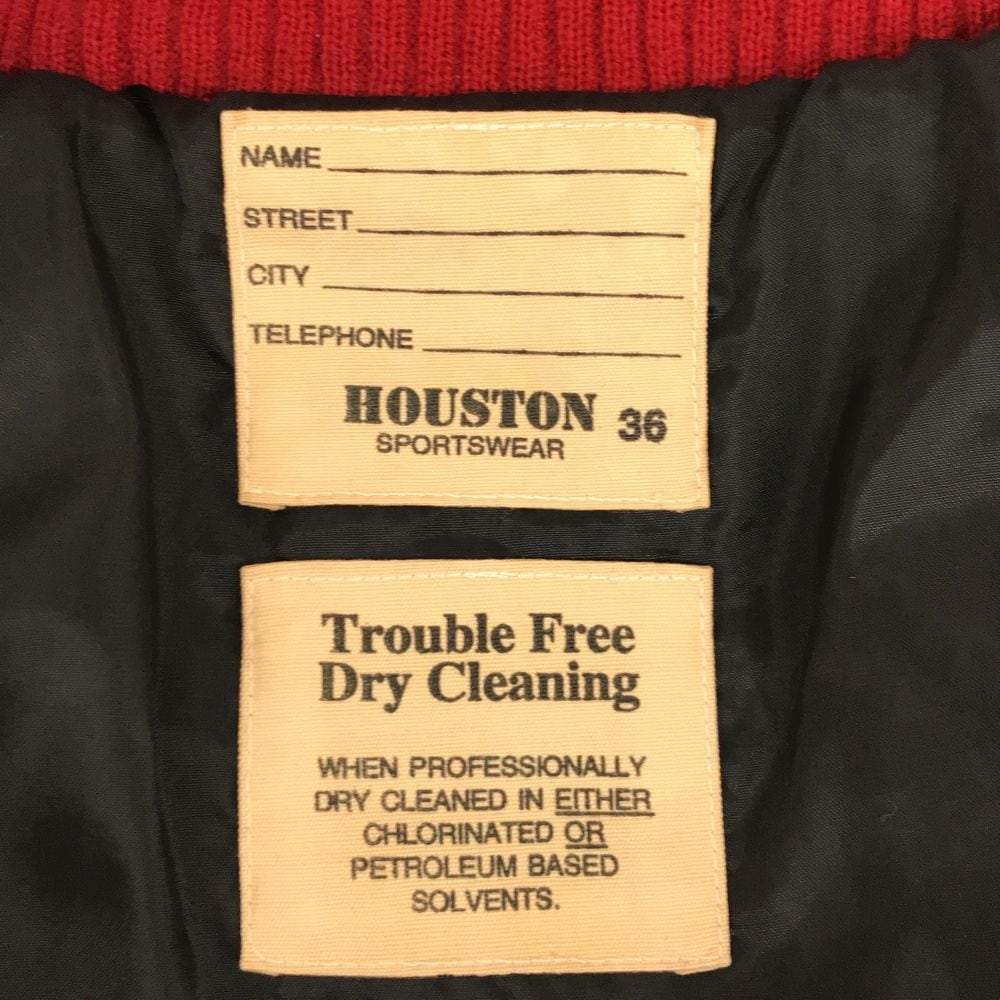 NAME
STREET
CITY
TELEPHONE
HOUSTON 36
SPORTSWEAR
Trouble Free
Dry Cleaning
WHEN PROFESSIONALLY
DRY CLEANED IN EITHER
CHLORINATED OR
PETROLEUM BASED
SOLVENTS.